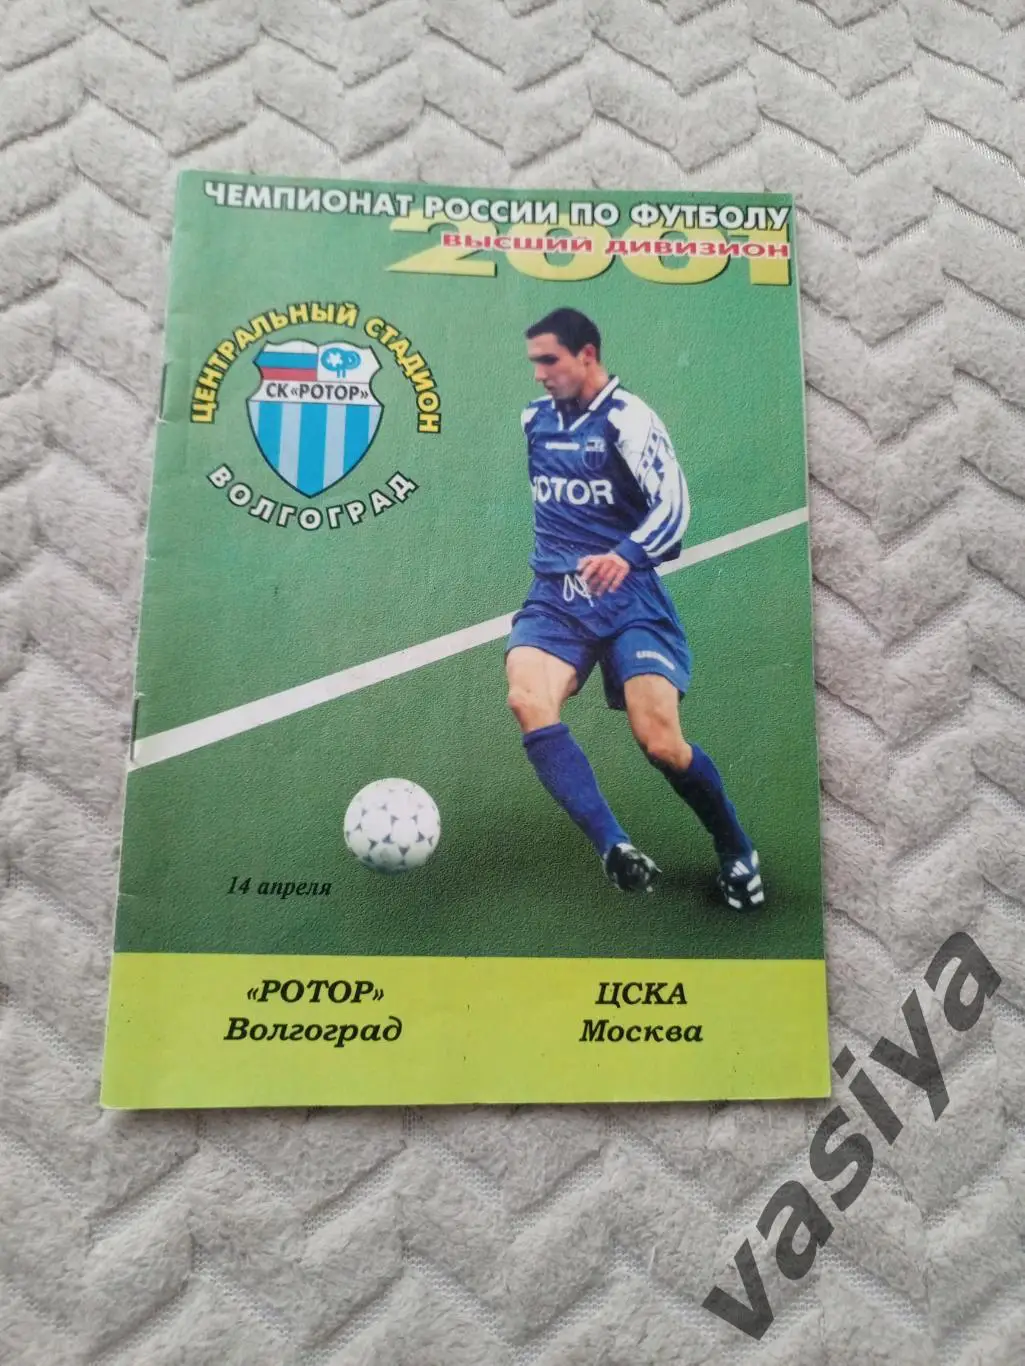 ЧЕМПИОНАТ РОССИИ ПО ФУТБОЛУ
2001
ВЫСШИЙ ДИВИЗИОН
ЦЕНТРАЛЬНЫЙ СТАДИОН
СК «РОТОР»
ВОЛГОГРАД
ROTOR
14 апреля
«РОТОР»
Волгоград
ЦСКА
Москва
vasiya